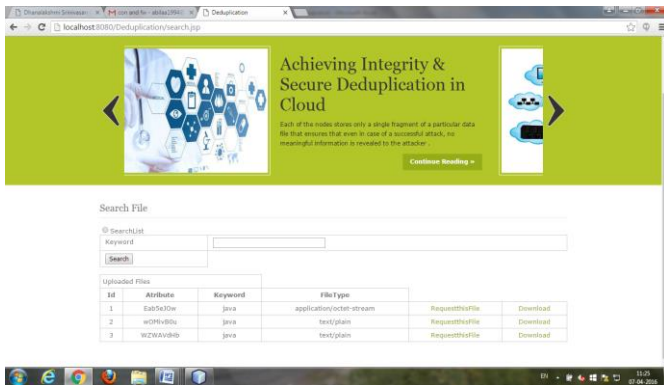 Deduplication
localhost:8080/Deduplication/search.jsp
Achieving Integrity &
Secure Deduplication in
Cloud
Each of the nodes stores only a single fragment of a particular data
file that ensures that even in case of a successful attack, no
meaningful information is revealed to the attacker .
Continue Reading »
Search File
SearchList
Keyword
Search
Uploaded Files
Id Atribute Keyword FileType
1 java application/octet-stream RequestthisFile Download
2 java text/plain RequestthisFile Download
3 WZWAVdHb java text/plain RequestthisFile Download
EN 11:25
07-04-2016